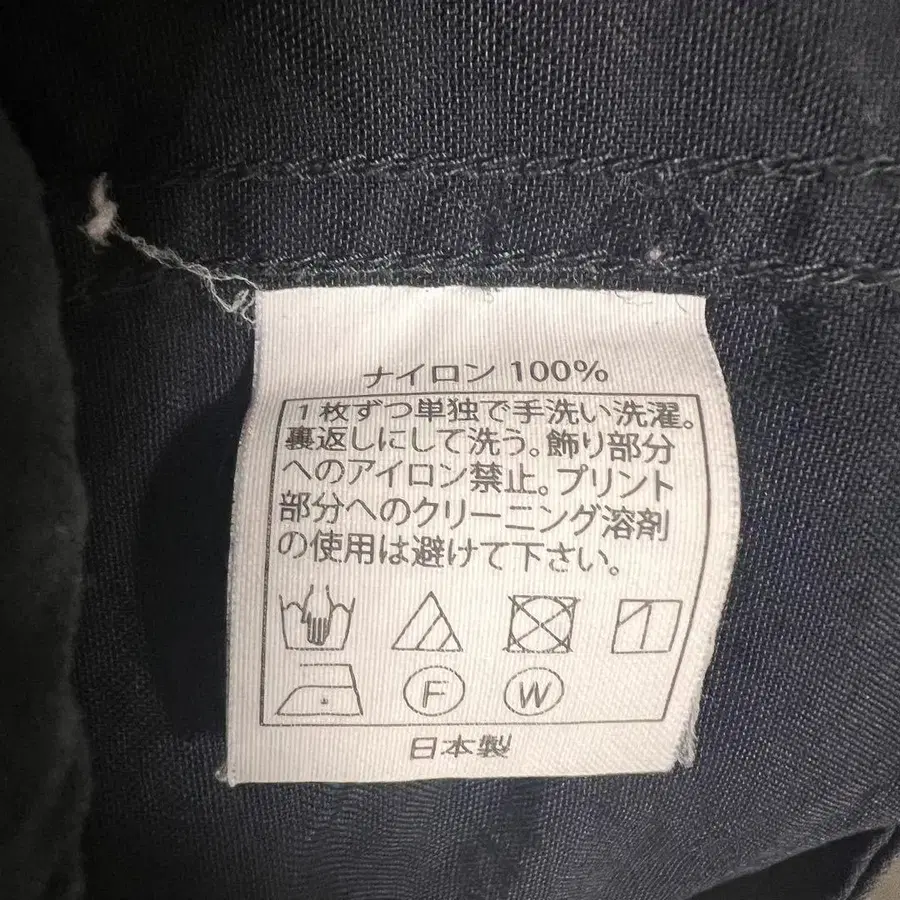 ナイロン 100%
1枚ずつ単独で手洗い洗濯。
裏返しにして洗う。飾り部分
へのアイロン禁止。プリント
部分へのクリーニング溶剤
の使用は避けて下さい。
F W
日本製